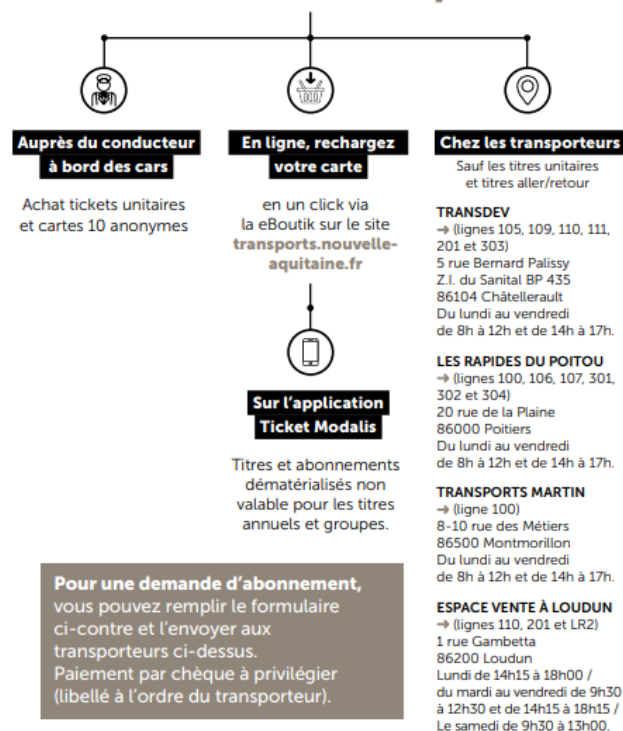 Auprès du conducteur
à bord des cars
Achat tickets unitaires
et cartes 10 anonymes
En ligne, rechargez
votre carte
en un click via
la eBoutik sur le site
transports.nouvelle-
aquitaine.fr
Sur l'application
Ticket Modalis
Titres et abonnements
dématérialisés non
valable pour les titres
annuels et groupes.
Chez les transporteurs
Sauf les titres unitaires
et titres aller/retour
TRANSDEV
→ (lignes 105, 109, 110, 111,
201 et 303)
5 rue Bernard Palissy
Z.I. du Sanital BP 435
86104 Châtellerault
Du lundi au vendredi
de 8h à 12h et de 14h à 17h.
LES RAPIDES DU POITOU
→ (lignes 100, 106, 107, 301,
302 et 304)
20 rue de la Plaine
86000 Poitiers
Du lundi au vendredi
de 8h à 12h et de 14h à 17h.
TRANSPORTS MARTIN
→ (ligne 100)
8-10 rue des Métiers
86500 Montmorillon
Du lundi au vendredi
de 8h à 12h et de 14h à 17h.
ESPACE VENTE À LOUDUN
→ (lignes 110, 201 et LR2)
1 rue Gambetta
86200 Loudun
Lundi de 14h15 à 18h00 /
du mardi au vendredi de 9h30
à 12h30 et de 14h15 à 18h15 /
Le samedi de 9h30 à 13h00.
Pour une demande d'abonnement,
vous pouvez remplir le formulaire
ci-contre et l'envoyer aux
transporteurs ci-dessus.
Paiement par chèque à privilégier
(libellé à l'ordre du transporteur).